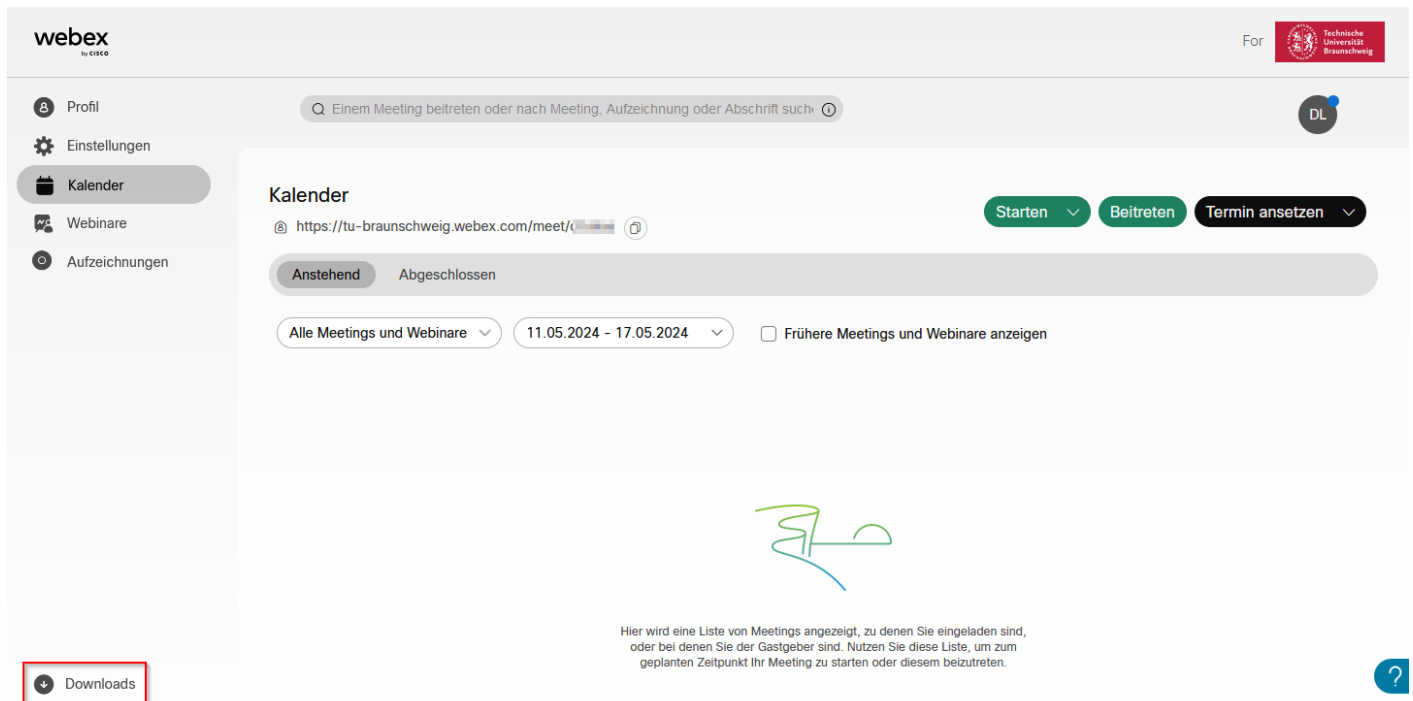 webex
by CISCO
For
Technische
Universität
Braunschweig
Profil
Einstellungen
Kalender
Webinare
Aufzeichnungen
Downloads
Einem Meeting beitreten oder nach Meeting, Aufzeichnung oder Abschrift such
DL
Kalender
https://tu-braunschweig.webex.com/meet/
Starten
Beitreten
Termin ansetzen
Anstehend Abgeschlossen
Alle Meetings und Webinare
11.05.2024 - 17.05.2024
Frühere Meetings und Webinare anzeigen
Hier wird eine Liste von Meetings angezeigt, zu denen Sie eingeladen sind,
oder bei denen Sie der Gastgeber sind. Nutzen Sie diese Liste, um zum
geplanten Zeitpunkt Ihr Meeting zu starten oder diesem beizutreten.
?